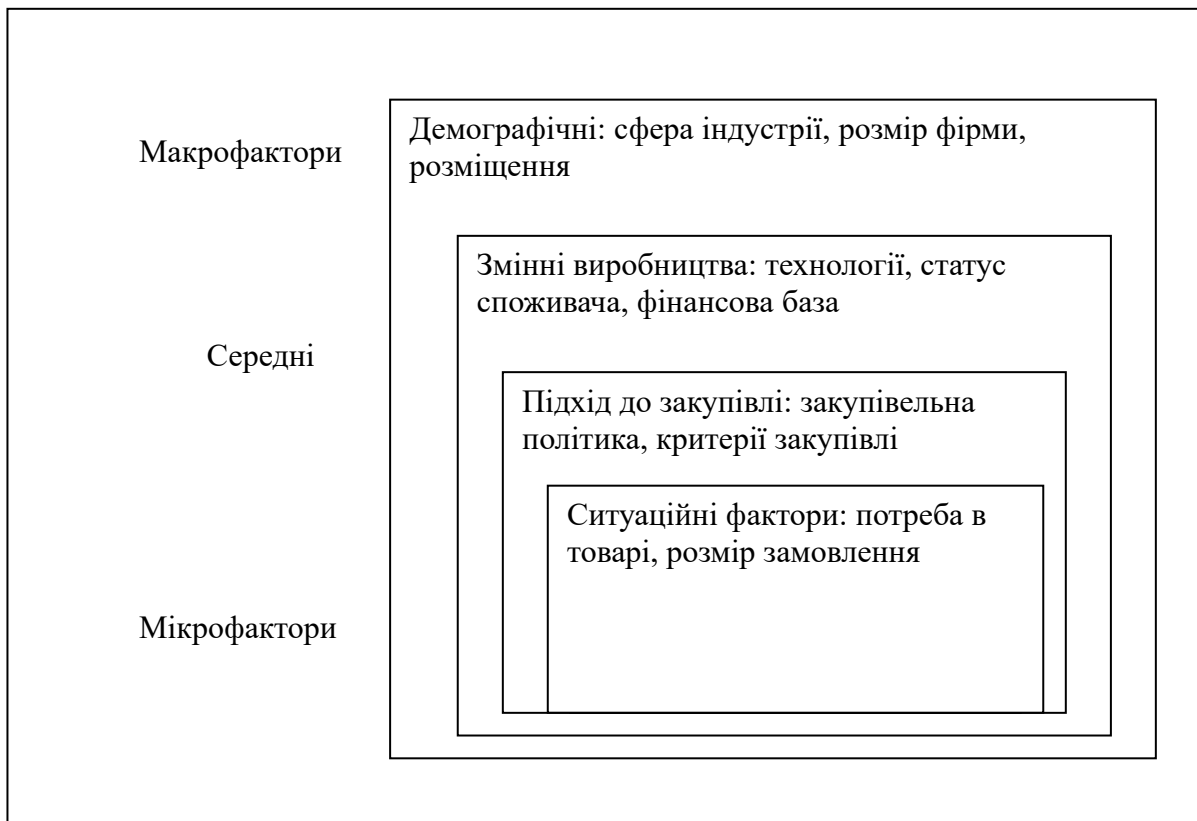 Макрофактори
Демографічні: сфера індустрії, розмір фірми,
розміщення
Змінні виробництва: технології, статус
споживача, фінансова база
Середні
Підхід до закупівлі: закупівельна
політика, критерії закупівлі
Ситуаційні фактори: потреба в
товарі, розмір замовлення
Мікрофактори